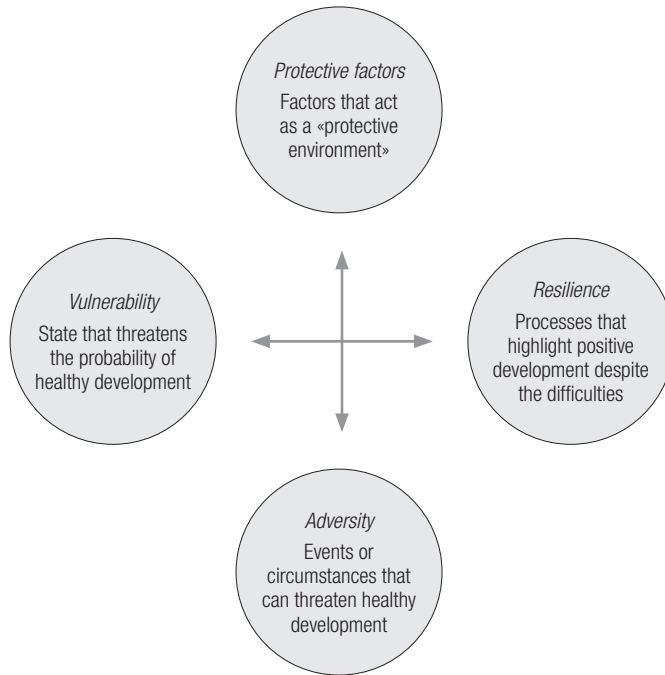 Protective factors
Factors that act
as a «protective
environment»
Vulnerability
State that threatens
the probability of
healthy development
Resilience
Processes that
highlight positive
development despite
the difficulties
Adversity
Events or
circumstances that
can threaten healthy
development